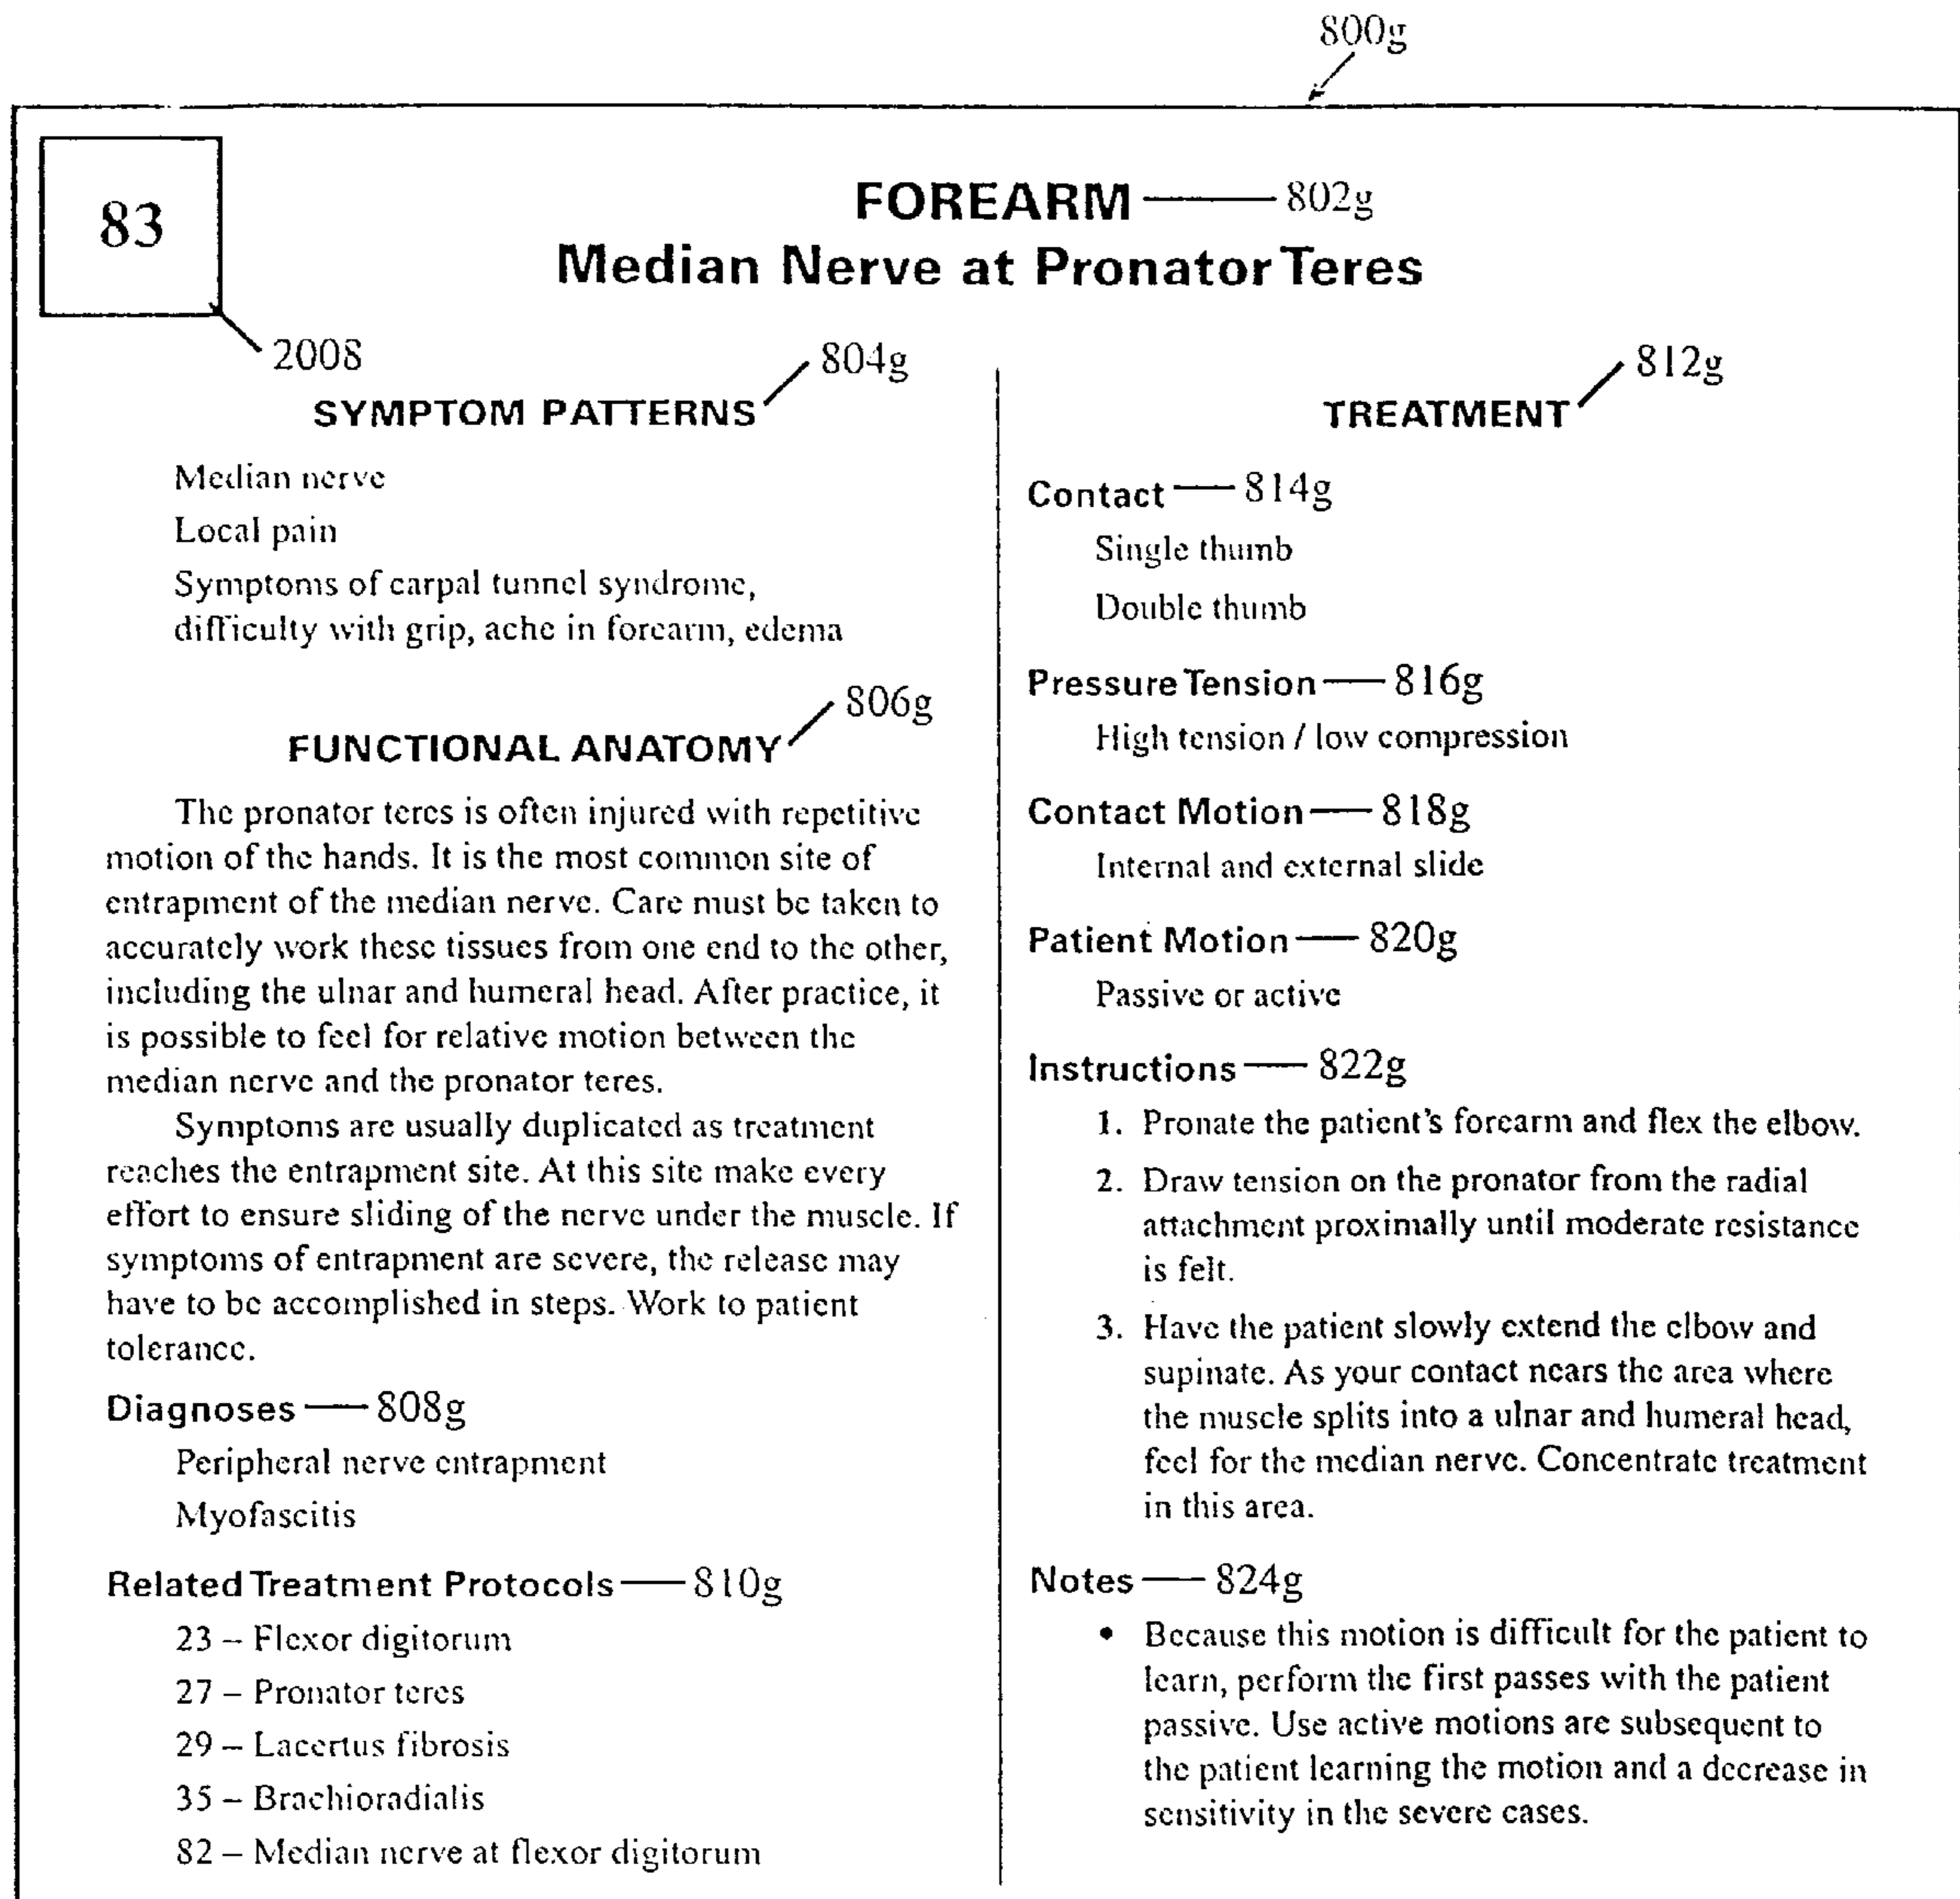 800g
83
FOREARM 802g
Median Nerve at Pronator Teres
2008
804g
SYMPTOM PATTERNS
Median nerve
Local pain
Symptoms of carpal tunnel syndrome,
difficulty with grip, ache in forearm, edema
806g
FUNCTIONAL ANATOMY
The pronator teres is often injured with repetitive
motion of the hands. It is the most common site of
entrapment of the median nerve. Care must be taken to
accurately work these tissues from one end to the other,
including the ulnar and humeral head. After practice, it
is possible to feel for relative motion between the
median nerve and the pronator teres.
Symptoms are usually duplicated as treatment
reaches the entrapment site. At this site make every
effort to ensure sliding of the nerve under the muscle. If
symptoms of entrapment are severe, the release may
have to be accomplished in steps. Work to patient
tolerance.
Diagnoses 808g
Peripheral nerve entrapment
Myofascitis
Related Treatment Protocols 810g
23 – Flexor digitorum
27 – Pronator teres
29 – Lacertus fibrosis
35 – Brachioradialis
82 – Median nerve at flexor digitorum
812g
TREATMENT
Contact 814g
Single thumb
Double thumb
Pressure Tension 816g
High tension / low compression
Contact Motion 818g
Internal and external slide
Patient Motion 820g
Passive or active
Instructions 822g
1. Pronate the patient's forearm and flex the elbow.
2. Draw tension on the pronator from the radial
attachment proximally until moderate resistance
is felt.
3. Have the patient slowly extend the elbow and
supinate. As your contact nears the area where
the muscle splits into a ulnar and humeral head,
feel for the median nerve. Concentrate treatment
in this area.
Notes 824g
• Because this motion is difficult for the patient to
learn, perform the first passes with the patient
passive. Use active motions are subsequent to
the patient learning the motion and a decrease in
sensitivity in the severe cases.